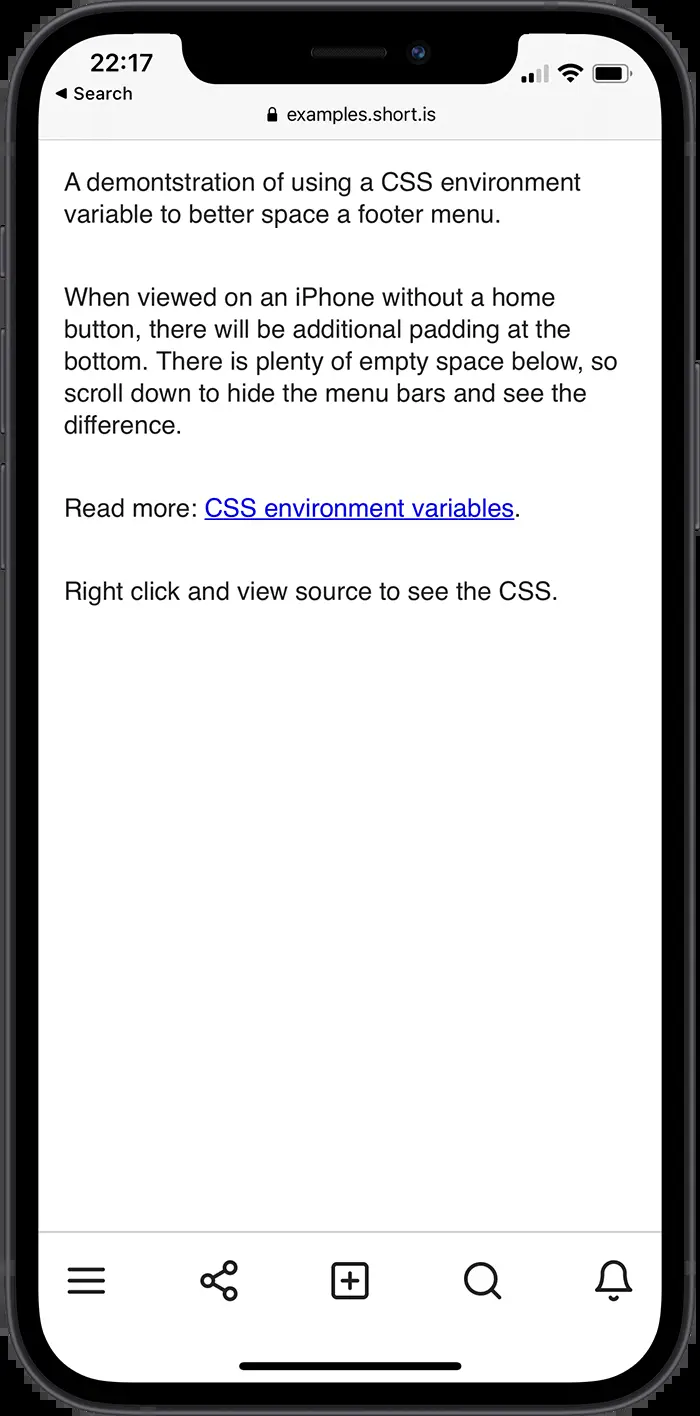 22:17
◀ Search
examples.short.is
A demontstration of using a CSS environment
variable to better space a footer menu.
When viewed on an iPhone without a home
button, there will be additional padding at the
bottom. There is plenty of empty space below, so
scroll down to hide the menu bars and see the
difference.
Read more: CSS environment variables.
Right click and view source to see the CSS.